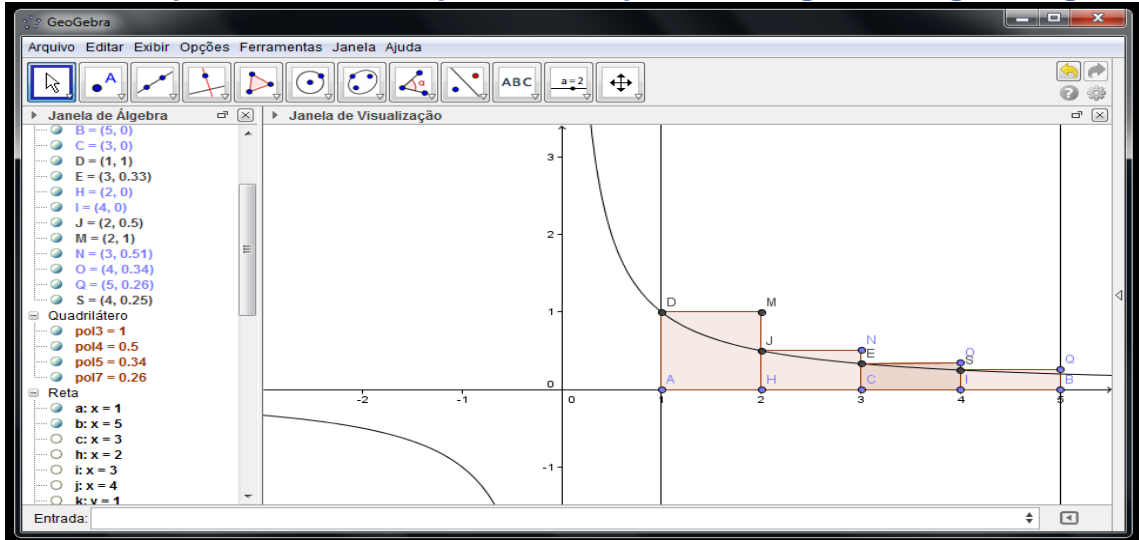 GeoGebra
Arquivo Editar Exibir Opções Ferramentas Janela Ajuda
A
α
ABC
a=2
Janela de Álgebra
B = (5, 0)
C = (3, 0)
D = (1, 1)
E = (3, 0.33)
H = (2, 0)
I = (4, 0)
J = (2, 0.5)
M = (2, 1)
N = (3, 0.51)
O = (4, 0.34)
Q = (5, 0.26)
S = (4, 0.25)
Quadrilátero
pol3 = 1
pol4 = 0.5
pol5 = 0.34
pol7 = 0.26
Reta
a: x = 1
b: x = 5
c: x = 3
h: x = 2
i: x = 3
j: x = 4
k: y = 1
Janela de Visualização
3
2
1
0
-1
-2 -1 0 1 2 3 4 5
D M
J N
E O S Q
A H C I B
Entrada: